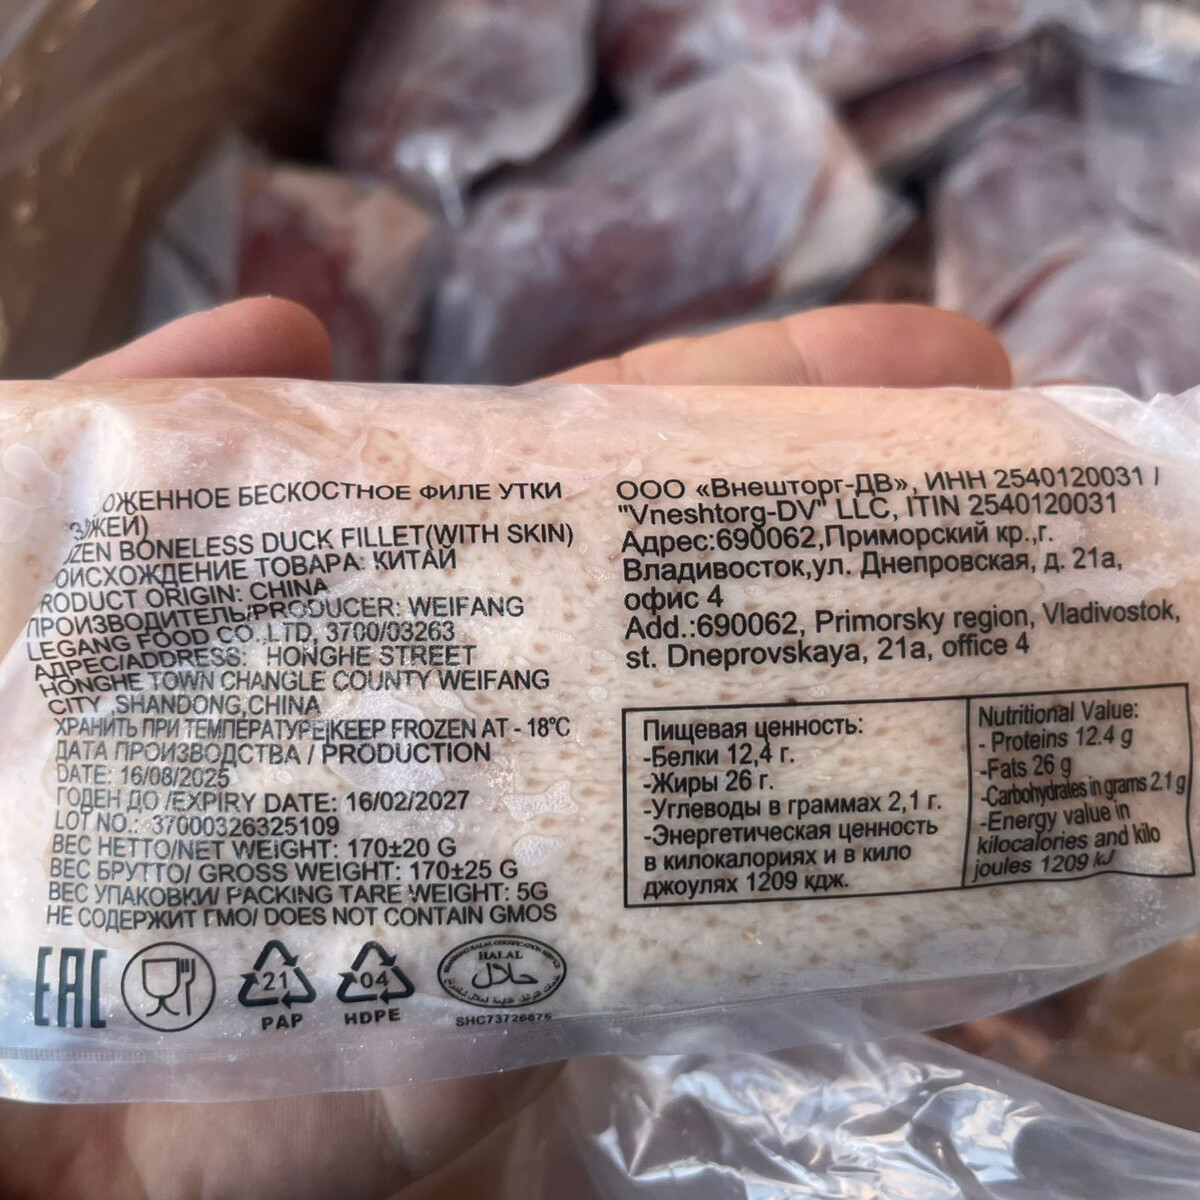 ОЖЕННОЕ БЕСКОСТНОЕ ФИЛЕ УТКИ
ОЖЕЙ)
ZEN BONELESS DUCK FILLET(WITH SKIN)
ОИСХОЖДЕНИЕ ТОВАРА: КИТАЙ
RODUCT ORIGIN: CHINA
ПРОИЗВОДИТЕЛЬ/PRODUCER: WEIFANG
LEGANG FOOD CO.,LTD, 3700/03263
АДРЕС/ADDRESS: HONGHE STREET
HONGHE TOWN CHANGLE COUNTY WEIFANG
CITY ,SHANDONG,CHINA
ХРАНИТЬ ПРИ ТЕМПЕРАТУРЕ|KEEP FROZEN AT - 18°C
ДАТА ПРОИЗВОДСТВА / PRODUCTION
DATE: 16/08/2025
ГОДЕН ДО /EXPIRY DATE: 16/02/2027
LOT NO.: 37000326325109
ВЕС НЕТТО/NET WEIGHT: 170±20 G
ВЕС БРУТТО/ GROSS WEIGHT: 170±25 G
ВЕС УПАКОВКИ/ PACKING TARE WEIGHT: 5G
НЕ СОДЕРЖИТ ГМО/ DOES NOT CONTAIN GMOS
EAC
21
PAP
04
HDPE
HALAL
حلال
SHC73726676
ООО «Внешторг-ДВ», ИНН 2540120031 /
"Vneshtorg-DV" LLC, ITIN 2540120031
Адрес:690062,Приморский кр.,г.
Владивосток,ул. Днепровская, д. 21а,
офис 4
Add.:690062, Primorsky region, Vladivostok,
st. Dneprovskaya, 21a, office 4
Пищевая ценность:
-Белки 12,4 г.
-Жиры 26 г.
-Углеводы в граммах 2,1 г.
-Энергетическая ценность
в килокалориях и в кило
джоулях 1209 кдж.
Nutritional Value:
- Proteins 12.4 g
-Fats 26 g
-Carbohydrates in grams 2.1 g
-Energy value in
kilocalories and kilo
joules 1209 kJ